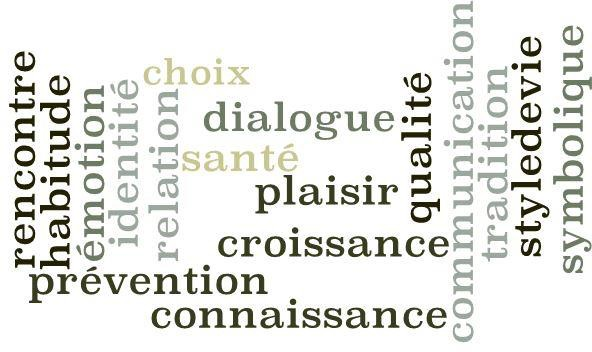 rencontre
habitude
émotion
identité
relation
choix
dialogue
santé
plaisir
croissance
prévention
connaissance
qualité
communication
tradition
styledevie
symbolique